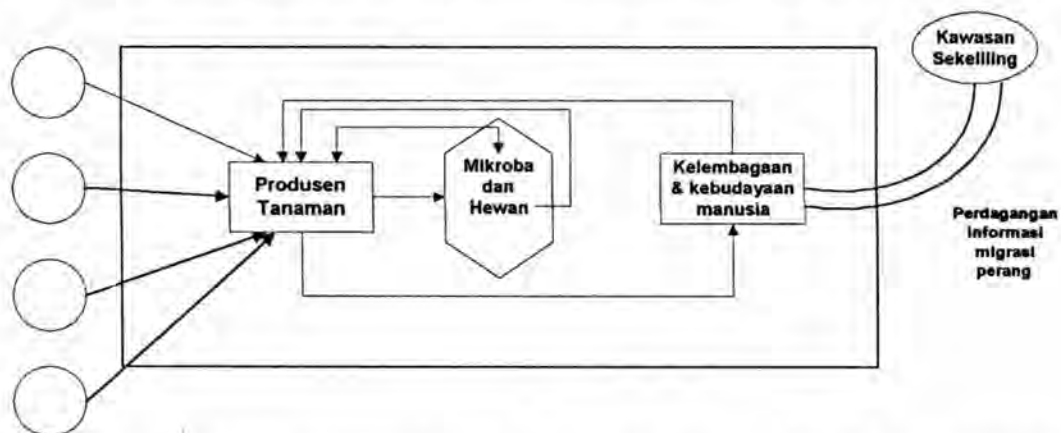 Kawasan
Sekeliling
Produsen
Tanaman
Mikroba
dan
Hewan
Kelembagaan
& kebudayaan
manusia
Perdagangan
informasi
migrasi
perang